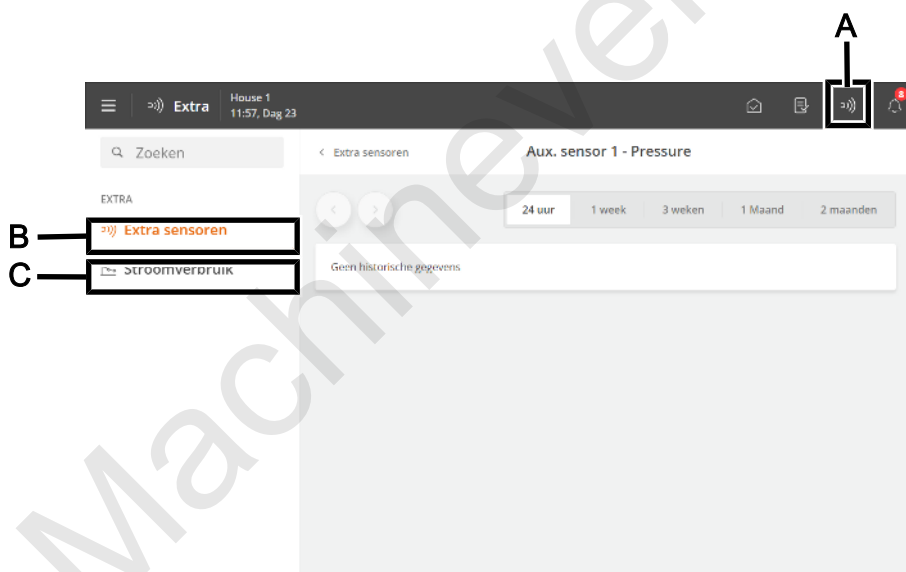 A
Extra
House 1
11:57, Dag 23
8
Zoeken
Extra sensoren
Aux. sensor 1 - Pressure
EXTRA
24 uur
1 week
3 weken
1 Maand
2 maanden
B
Extra sensoren
C
Stroomverbruik
Geen historische gegevens
Machinever